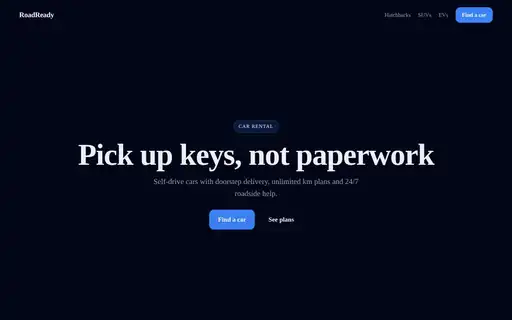 RoadReady
Hatchbacks SUVs EVs Find a car
CAR RENTAL
Pick up keys, not paperwork
Self-drive cars with doorstep delivery, unlimited km plans and 24/7
roadside help.
Find a car See plans